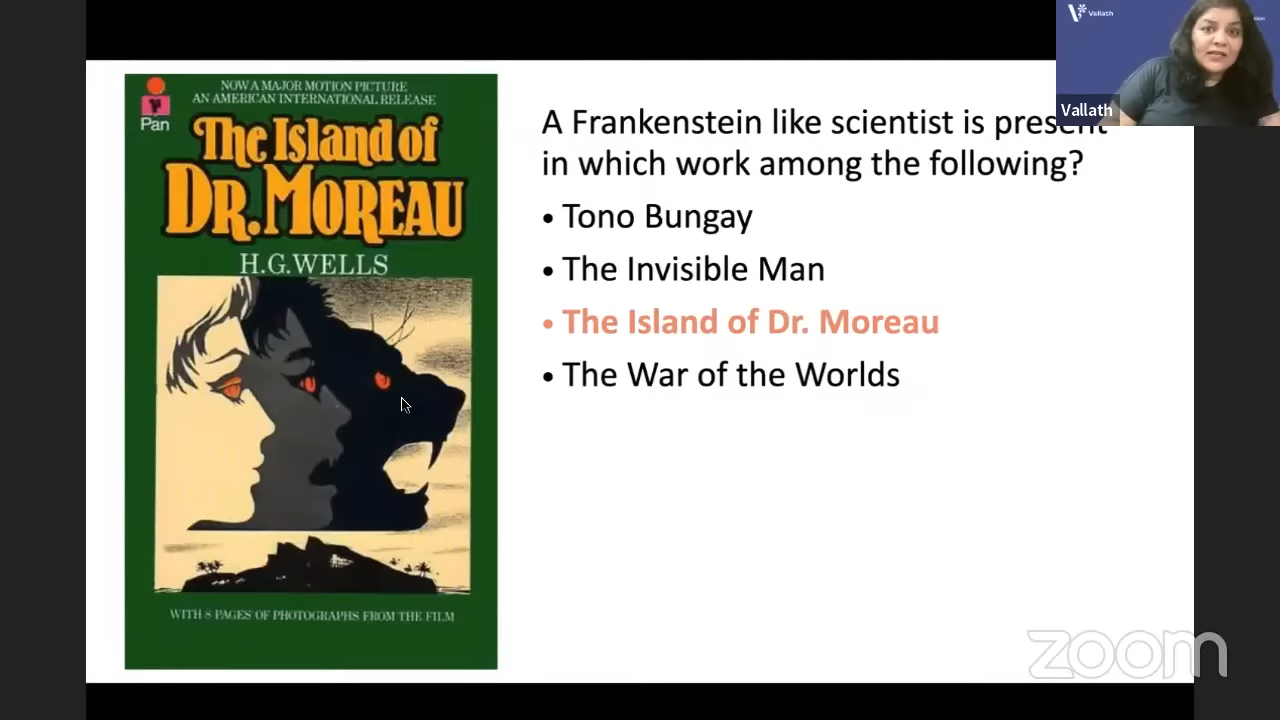 NOW A MAJOR MOTION PICTURE
AN AMERICAN INTERNATIONAL RELEASE
Pan
The Island of
DR. MOREAU
H.G.WELLS
WITH 8 PAGES OF PHOTOGRAPHS FROM THE FILM
A Frankenstein like scientist is present
in which work among the following?
• Tono Bungay
• The Invisible Man
• The Island of Dr. Moreau
• The War of the Worlds
Vallath
Vallath
zoom